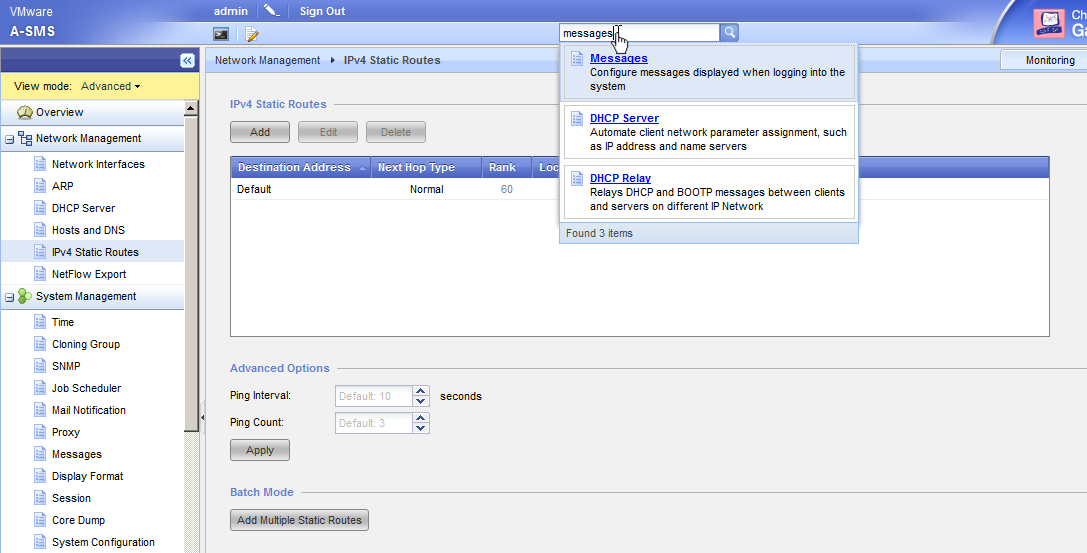 VMware
A-SMS
admin
Sign Out
messages
Ch
Ga
View mode: Advanced
Network Management
IPv4 Static Routes
Monitoring
Overview
Network Management
Network Interfaces
ARP
DHCP Server
Hosts and DNS
IPv4 Static Routes
NetFlow Export
System Management
Time
Cloning Group
SNMP
Job Scheduler
Mail Notification
Proxy
Messages
Display Format
Session
Core Dump
System Configuration
IPv4 Static Routes
Add Edit Delete
Destination Address Next Hop Type Rank Loc
Default Normal 60
Messages
Configure messages displayed when logging into the
system
DHCP Server
Automate client network parameter assignment, such
as IP address and name servers
DHCP Relay
Relays DHCP and BOOTP messages between clients
and servers on different IP Network
Found 3 items
Advanced Options
Ping Interval: Default: 10 seconds
Ping Count: Default: 3
Apply
Batch Mode
Add Multiple Static Routes